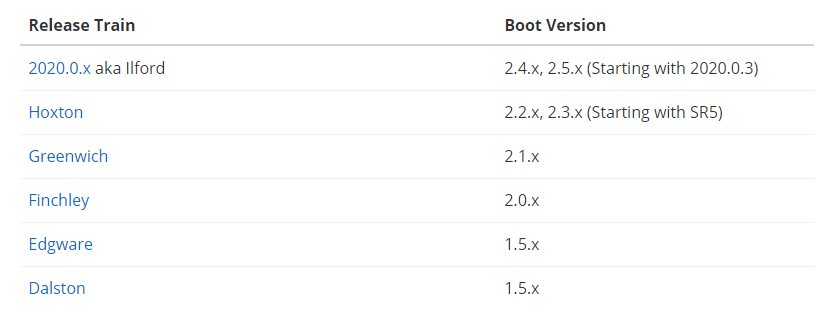 Release Train Boot Version
2020.0.x aka Ilford 2.4.x, 2.5.x (Starting with 2020.0.3)
Hoxton 2.2.x, 2.3.x (Starting with SR5)
Greenwich 2.1.x
Finchley 2.0.x
Edgware 1.5.x
Dalston 1.5.x